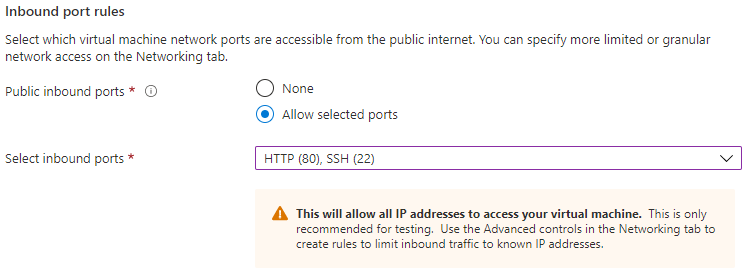 Inbound port rules
Select which virtual machine network ports are accessible from the public internet. You can specify more limited or granular
network access on the Networking tab.
Public inbound ports *
None
Allow selected ports
Select inbound ports *
HTTP (80), SSH (22)
This will allow all IP addresses to access your virtual machine. This is only
recommended for testing. Use the Advanced controls in the Networking tab to
create rules to limit inbound traffic to known IP addresses.